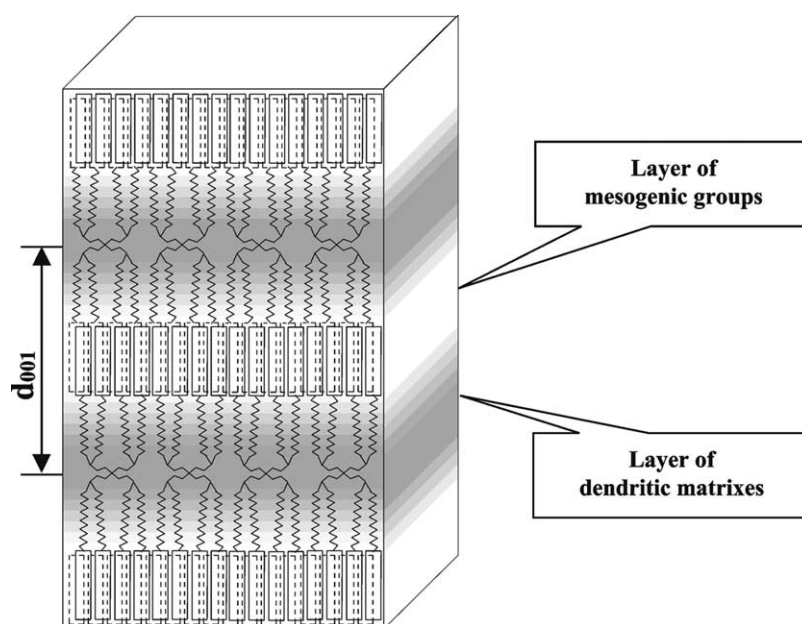 Layer of
mesogenic groups
d001
Layer of
dendritic matrixes